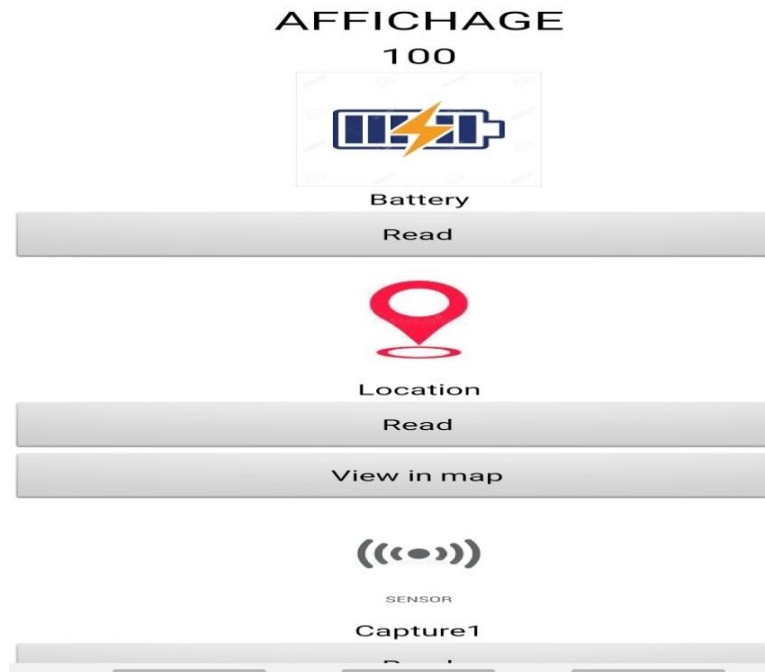 AFFICHAGE
100
Battery
Read
Location
Read
View in map
SENSOR
Capture1